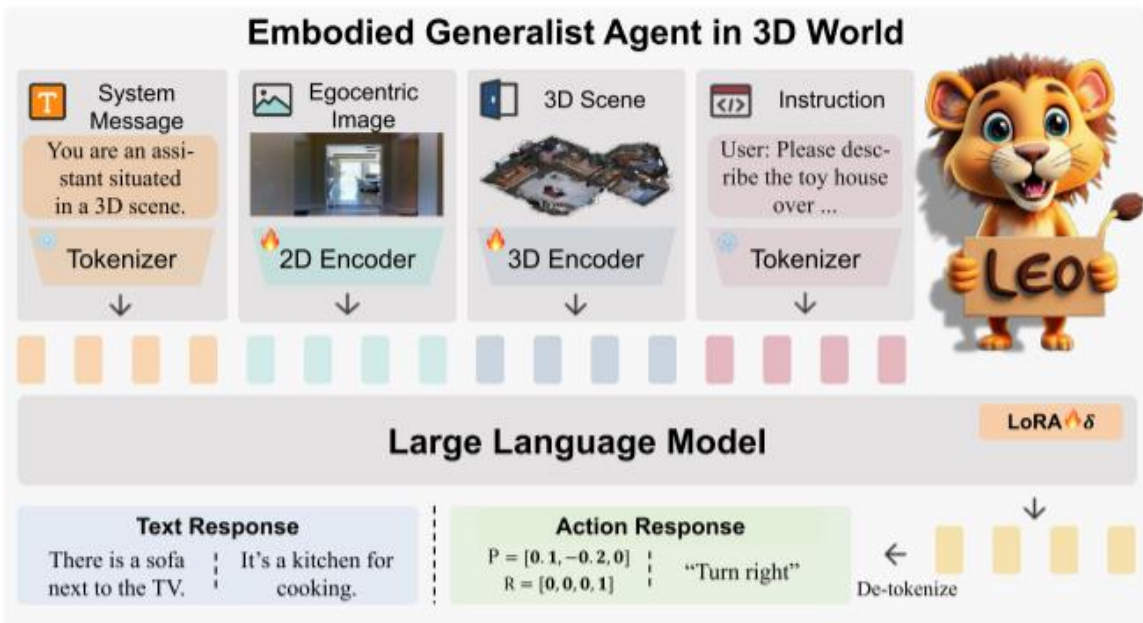 Embodied Generalist Agent in 3D World
System
Message
You are an assi-
stant situated
in a 3D scene.
Tokenizer
Egocentric
Image
2D Encoder
3D Scene
3D Encoder
Instruction
User: Please desc-
ribe the toy house
over ...
Tokenizer
LEO
Large Language Model
LoRA δ
Text Response
There is a sofa
next to the TV.
It's a kitchen for
cooking.
Action Response
P = [0.1, −0.2, 0]
R = [0, 0, 0, 1]
“Turn right”
De-tokenize